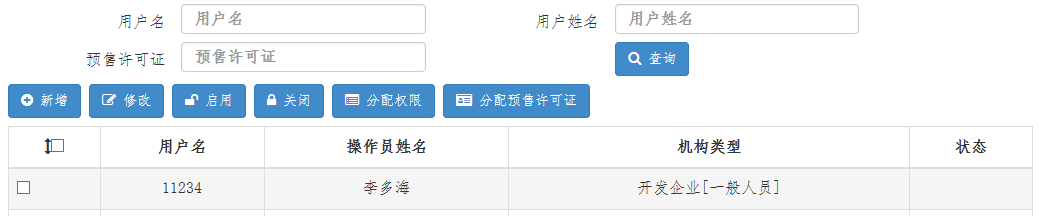 用户名 用户名 用户姓名 用户名
预售许可证 预售许可证 查询
新增 修改 启用 关闭 分配权限 分配预售许可证
用户名 操作员姓名 机构类型 状态
11234 李多海 开发企业[一般人员]